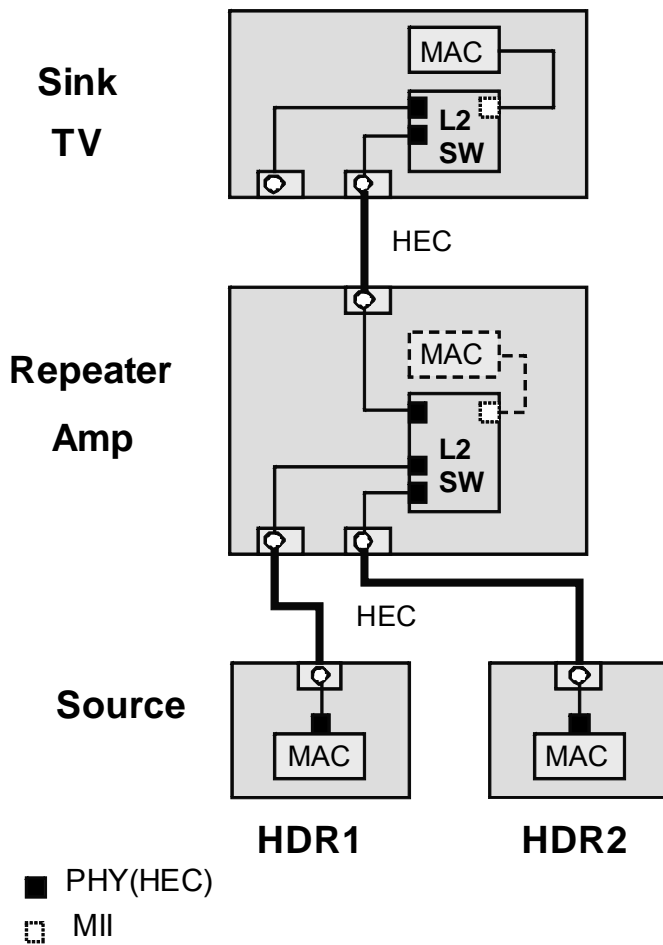 Sink
TV
MAC
L2
SW
HEC
Repeater
Amp
MAC
L2
SW
HEC
Source
MAC
MAC
HDR1
HDR2
PHY(HEC)
MII